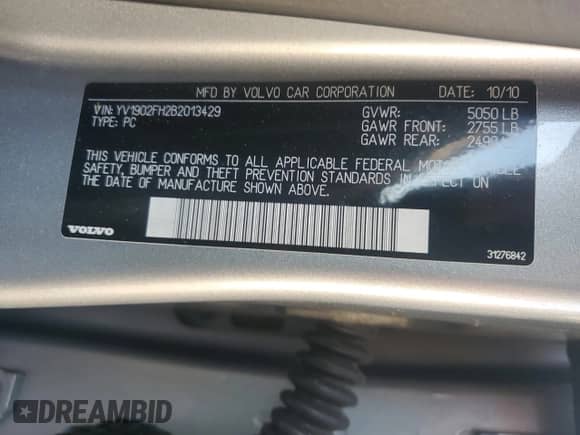 MFD BY VOLVO CAR CORPORATION DATE: 10/10
VIN: YV1902FH2B2013429 GVWR: 5050 LB
TYPE: PC GAWR FRONT: 2755 LB
GAWR REAR:
THIS VEHICLE CONFORMS TO ALL APPLICABLE FEDERAL
SAFETY, BUMPER AND THEFT PREVENTION STANDARDS IN EFFECT ON
THE DATE OF MANUFACTURE SHOWN ABOVE.
VOLVO 31276842
DREAMBID